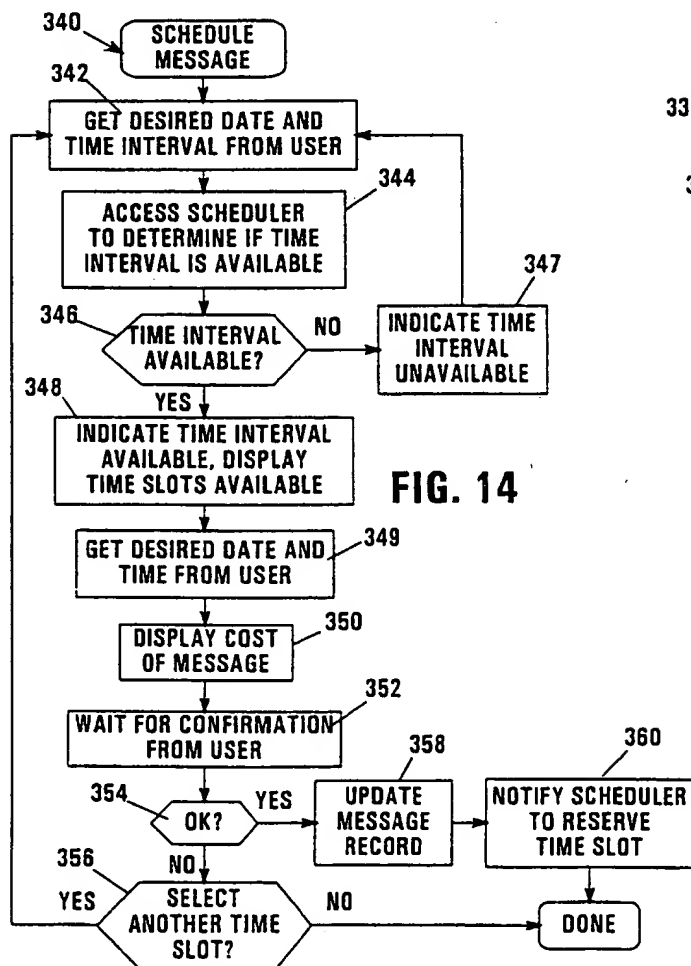 340
SCHEDULE
MESSAGE
342
GET DESIRED DATE AND
TIME INTERVAL FROM USER
33
3
344
ACCESS SCHEDULER
TO DETERMINE IF TIME
INTERVAL IS AVAILABLE
346
TIME INTERVAL
AVAILABLE?
NO
347
INDICATE TIME
INTERVAL
UNAVAILABLE
YES
348
INDICATE TIME INTERVAL
AVAILABLE, DISPLAY
TIME SLOTS AVAILABLE
FIG. 14
349
GET DESIRED DATE AND
TIME FROM USER
350
DISPLAY COST
OF MESSAGE
352
WAIT FOR CONFIRMATION
FROM USER
354
OK?
YES
358
UPDATE
MESSAGE
RECORD
360
NOTIFY SCHEDULER
TO RESERVE
TIME SLOT
NO
356
YES
SELECT
ANOTHER TIME
SLOT?
NO
DONE